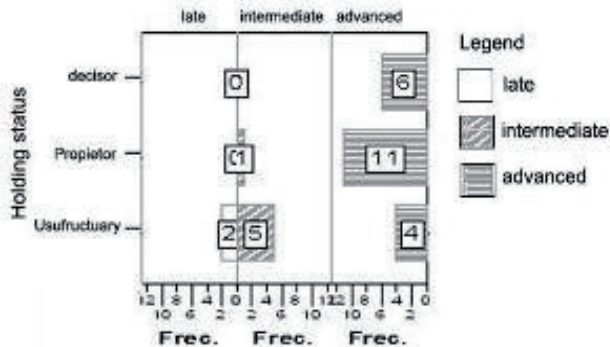 late intermediate advanced
Legend
late
intermediate
advanced
Holding status
decisor
0 6
Propietor
0 1 11
Usufructuary
2 5 4
12 8 4 0 4 8 12 8 4 0
10 6 2 2 6 10 10 6 2
Frec. Frec. Frec.